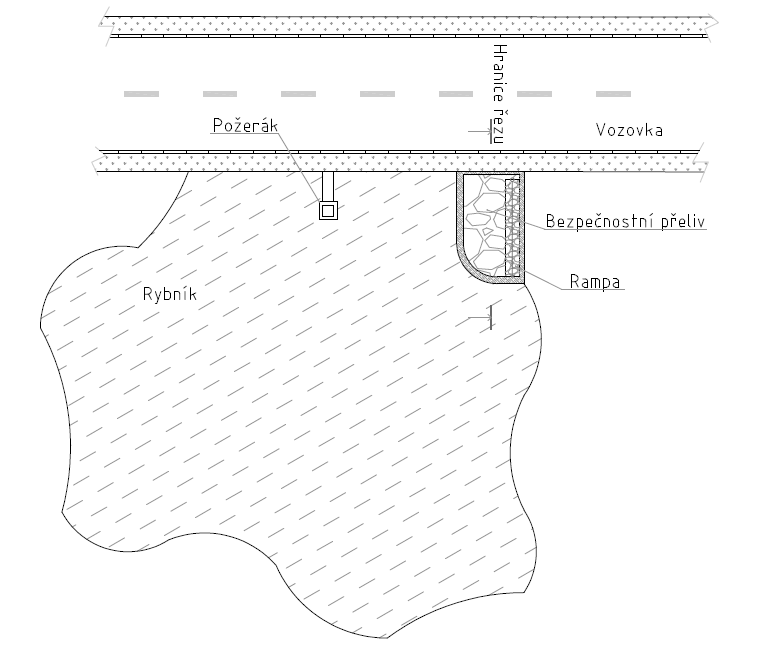 Hranice řezu
Požerák
Vozovka
Bezpečnostní přeliv
Rampa
Rybník